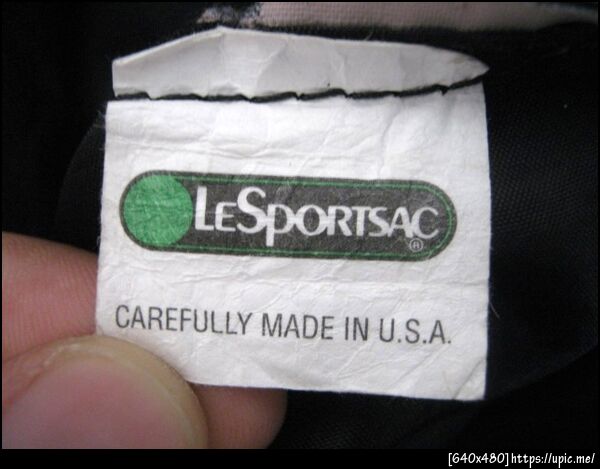 LESPORTSAC®
CAREFULLY MADE IN U.S.A.
[640x480]https://upic.me/